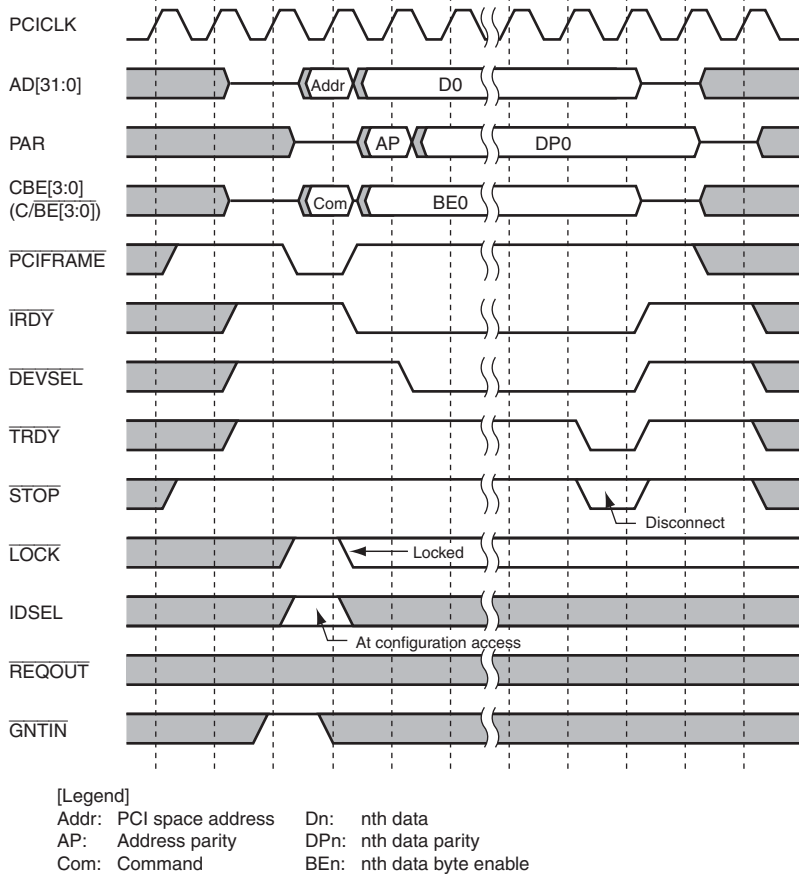 PCICLK
AD[31:0] Addr D0
PAR AP DP0
CBE[3:0]
(C/BE[3:0]) Com BE0
PCIFRAME
IRDY
DEVSEL
TRDY
STOP
Disconnect
LOCK Locked
IDSEL
At configuration access
REQOUT
GNTIN
[Legend]
Addr: PCI space address Dn: nth data
AP: Address parity DPn: nth data parity
Com: Command BEn: nth data byte enable